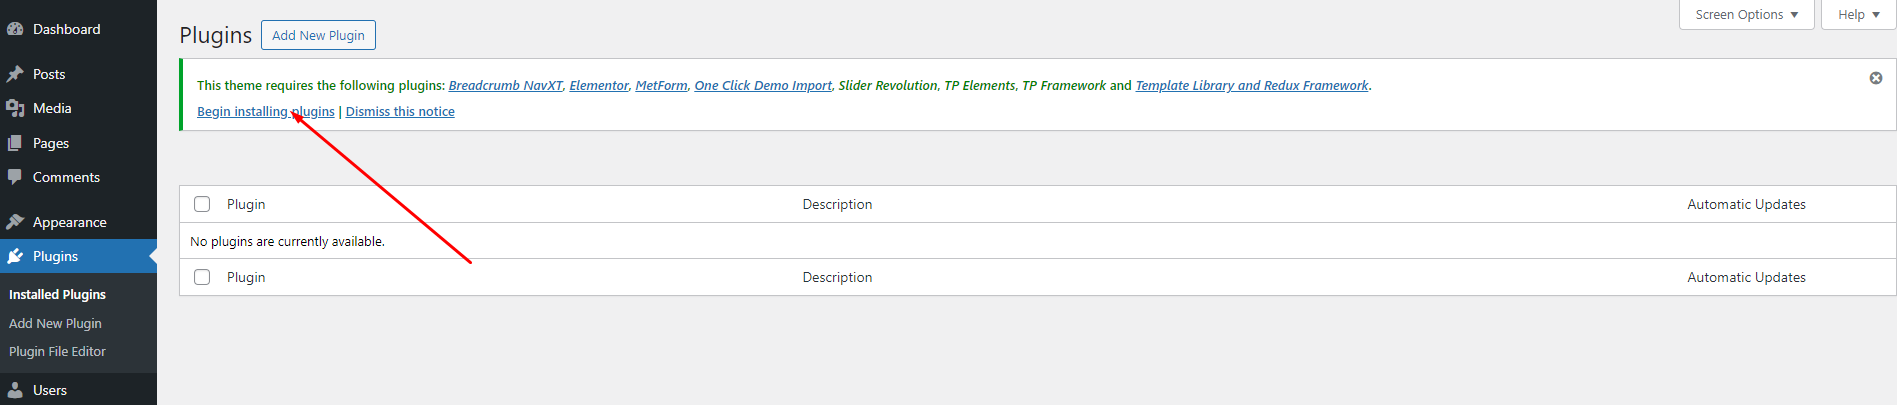 Dashboard
Posts
Media
Pages
Comments
Appearance
Plugins
Installed Plugins
Add New Plugin
Plugin File Editor
Users
Screen Options
Help
Plugins
Add New Plugin
This theme requires the following plugins: Breadcrumb NavXT, Elementor, MetForm, One Click Demo Import, Slider Revolution, TP Elements, TP Framework and Template Library and Redux Framework.
Begin installing plugins | Dismiss this notice
Plugin Description Automatic Updates
No plugins are currently available.
Plugin Description Automatic Updates